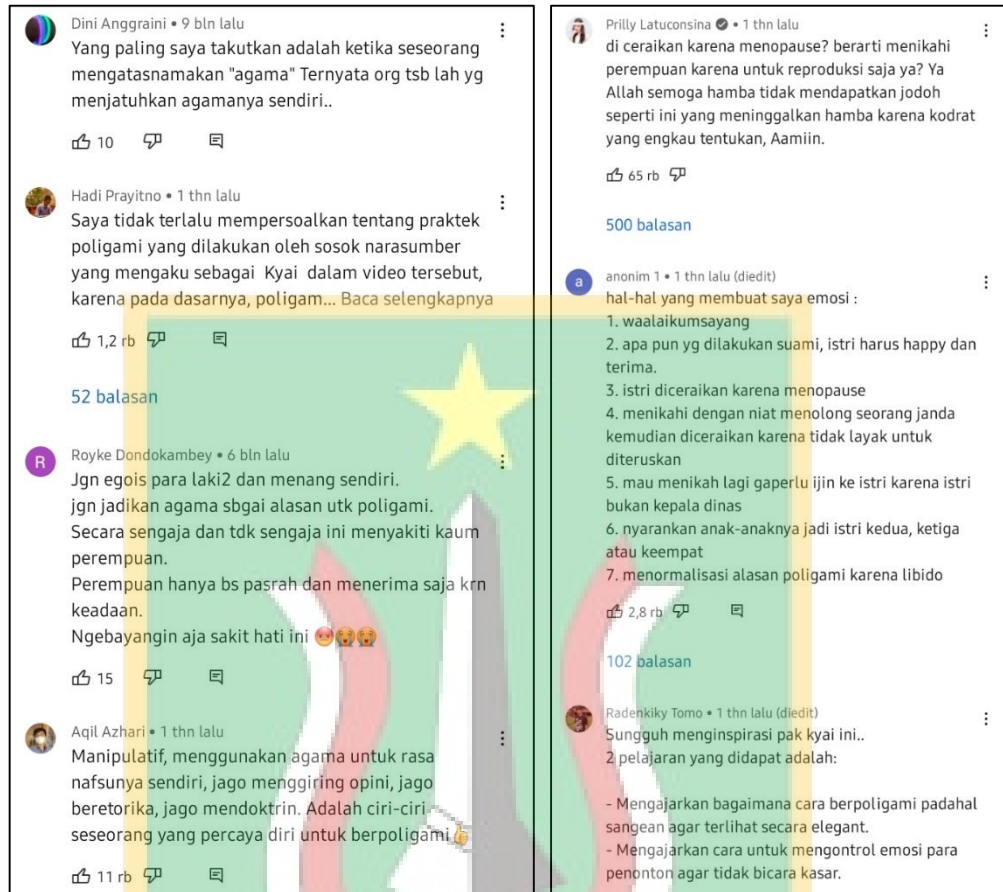 Dini Anggraini • 9 bln lalu
Yang paling saya takutkan adalah ketika seseorang
mengatasnamakan "agama" Ternyata org tsb lah yg
menjatuhkan agamanya sendiri..
10
Hadi Prayitno • 1 thn lalu
Saya tidak terlalu mempersoalkan tentang praktek
poligami yang dilakukan oleh sosok narasumber
yang mengaku sebagai Kyai dalam video tersebut,
karena pada dasarnya, poligam... Baca selengkapnya
1,2 rb
52 balasan
R
Royke Dondokambey • 6 bln lalu
Jgn egois para laki2 dan menang sendiri.
jgn jadikan agama sbgai alasan utk poligami.
Secara sengaja dan tdk sengaja ini menyakiti kaum
perempuan.
Perempuan hanya bs pasrah dan menerima saja krn
keadaan.
Ngebayangin aja sakit hati ini 😡😭😭
15
Aqil Azhari • 1 thn lalu
Manipulatif, menggunakan agama untuk rasa
nafsunya sendiri, jago menggiring opini, jago
beretorika, jago mendoktrin. Adalah ciri-ciri
seseorang yang percaya diri untuk berpoligami👍
11 rb
Prilly Latuconsina • 1 thn lalu
di ceraikan karena menopause? berarti menikahi
perempuan karena untuk reproduksi saja ya? Ya
Allah semoga hamba tidak mendapatkan jodoh
seperti ini yang meninggalkan hamba karena kodrat
yang engkau tentukan, Aamiin.
65 rb
500 balasan
a
anonim 1 • 1 thn lalu (diedit)
hal-hal yang membuat saya emosi :
1. waalaikumsayang
2. apa pun yg dilakukan suami, istri harus happy dan
terima.
3. istri diceraikan karena menopause
4. menikahi dengan niat menolong seorang janda
kemudian diceraikan karena tidak layak untuk
diteruskan
5. mau menikah lagi gaperlu ijin ke istri karena istri
bukan kepala dinas
6. nyarankan anak-anaknya jadi istri kedua, ketiga
atau keempat
7. menormalisasi alasan poligami karena libido
2,8 rb
102 balasan
Radenkiky Tomo • 1 thn lalu (diedit)
Sungguh menginspirasi pak kyai ini..
2 pelajaran yang didapat adalah:
- Mengajarkan bagaimana cara berpoligami padahal
sangean agar terlihat secara elegant.
- Mengajarkan cara untuk mengontrol emosi para
penonton agar tidak bicara kasar.